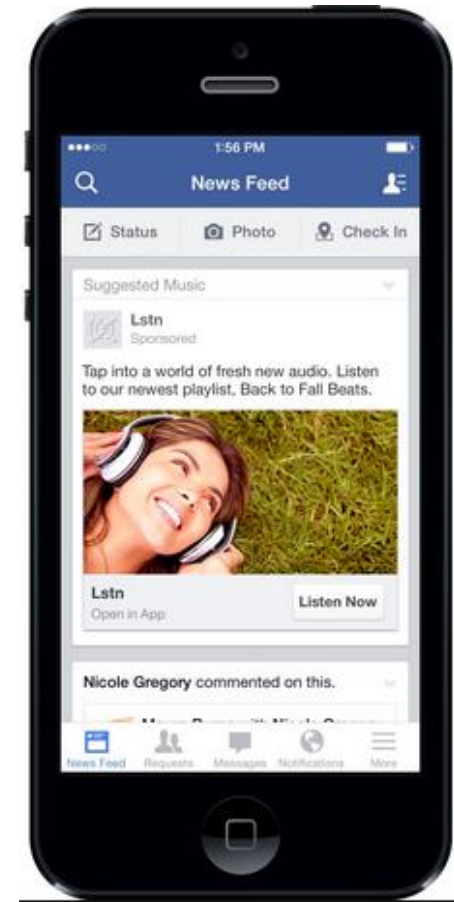 1:56 PM
News Feed
Status Photo Check In
Suggested Music
Lstn
Sponsored
Tap into a world of fresh new audio. Listen
to our newest playlist, Back to Fall Beats.
Lstn
Open in App
Listen Now
Nicole Gregory commented on this.
News Feed Requests Messages Notifications More